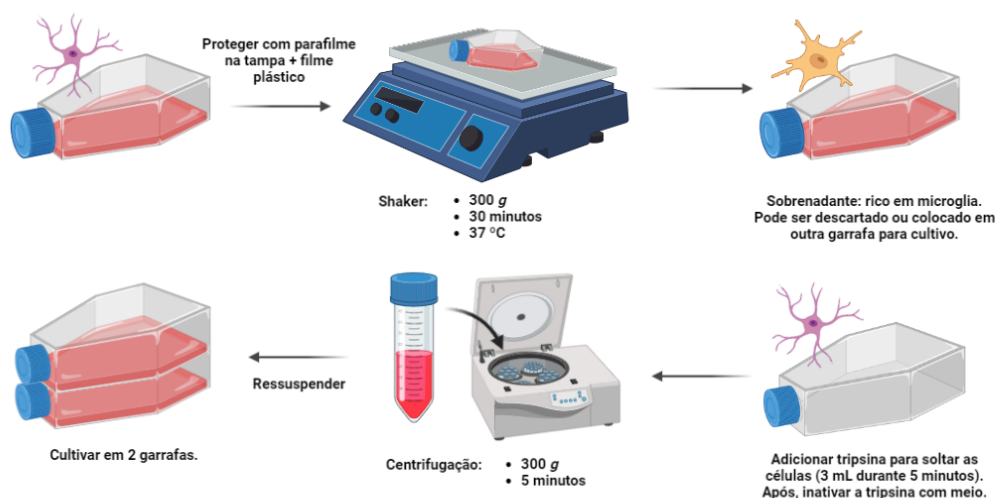 Proteger com parafilme
na tampa + filme
plástico
Shaker:
• 300 g
• 30 minutos
• 37 ºC
Sobrenadante: rico em microglia.
Pode ser descartado ou colocado em
outra garrafa para cultivo.
Adicionar tripsina para soltar as
células (3 mL durante 5 minutos).
Após, inativar a tripsina com meio.
Centrifugação:
• 300 g
• 5 minutos
Ressuspender
Cultivar em 2 garrafas.